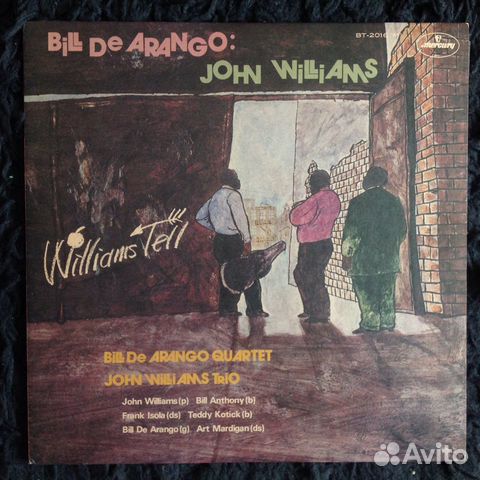 Bill De Arango:
BT-2016
mercury
John Williams
Williams Tell
Bill De Arango Quartet
John Williams Trio
John Williams(p) Bill Anthony(b)
Frank Isola(ds) Teddy Kotick(b)
Bill De Arango(g) Art Mardigan(ds)
Avito